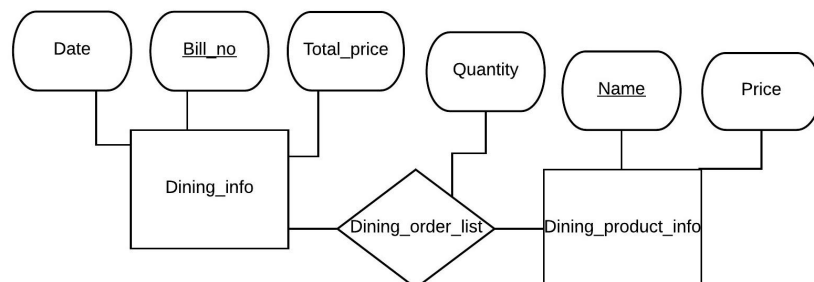 Date
Bill_no
Total_price
Quantity
Name
Price
Dining_info
Dining_order_list
Dining_product_info